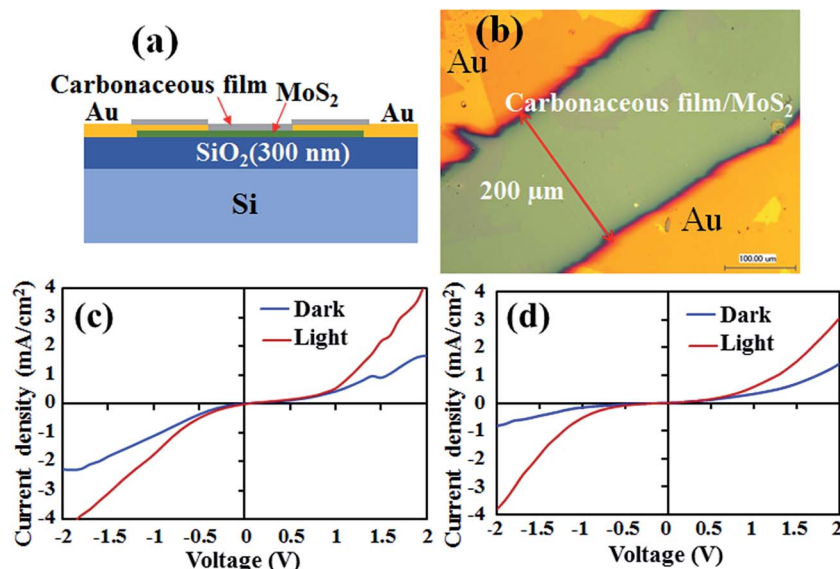 (a)
Carbonaceous film
MoS₂
Au
Au
SiO₂(300 nm)
Si
(b)
Au
Carbonaceous film/MoS₂
200 μm
Au
100.00 um
(c)
Dark
Light
Current density (mA/cm²)
4
3
2
1
0
-1
-2
-3
-4
-2
-1.5
-1
-0.5
0
0.5
1
1.5
2
Voltage (V)
(d)
Dark
Light
Current density (mA/cm²)
4
3
2
1
0
-1
-2
-3
-4
-2
-1.5
-1
-0.5
0
0.5
1
1.5
2
Voltage (V)